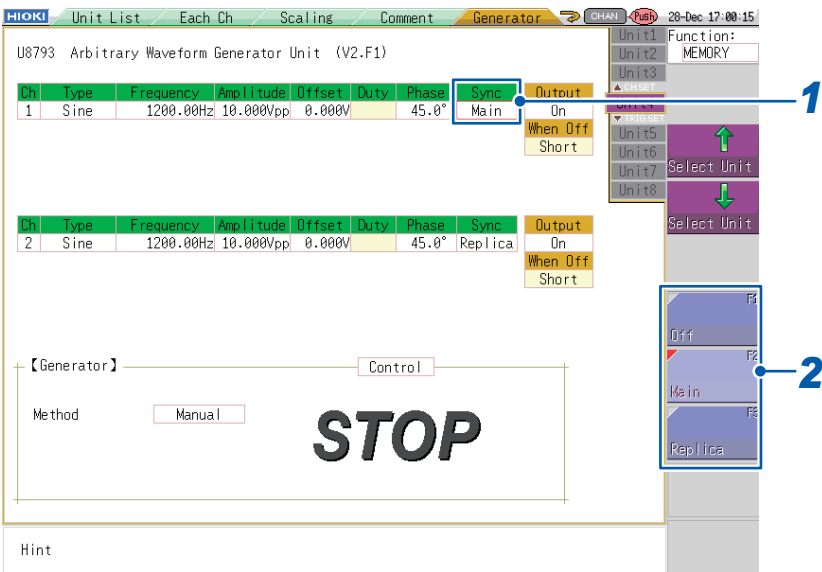 HIOKI Unit List Each Ch Scaling Comment Generator CHAN Push 28-Dec 17:00:15
Unit1 Function:
U8793 Arbitrary Waveform Generator Unit (V2.F1) Unit2 MEMORY
Unit3
▲CH.SET
Ch Type Frequency Amplitude Offset Duty Phase Sync Output
1 Sine 1200.00Hz 10.000Vpp 0.000V 45.0° Main On Unit4
1
▼TRIG.SET
When Off Unit5
Short Unit6
Unit7 Select Unit
Unit8
Ch Type Frequency Amplitude Offset Duty Phase Sync Output Select Unit
2 Sine 1200.00Hz 10.000Vpp 0.000V 45.0° Replica On
When Off
Short
F1
Off
【Generator】 Control F2
2
Main
Method Manual STOP F3
Replica
Hint